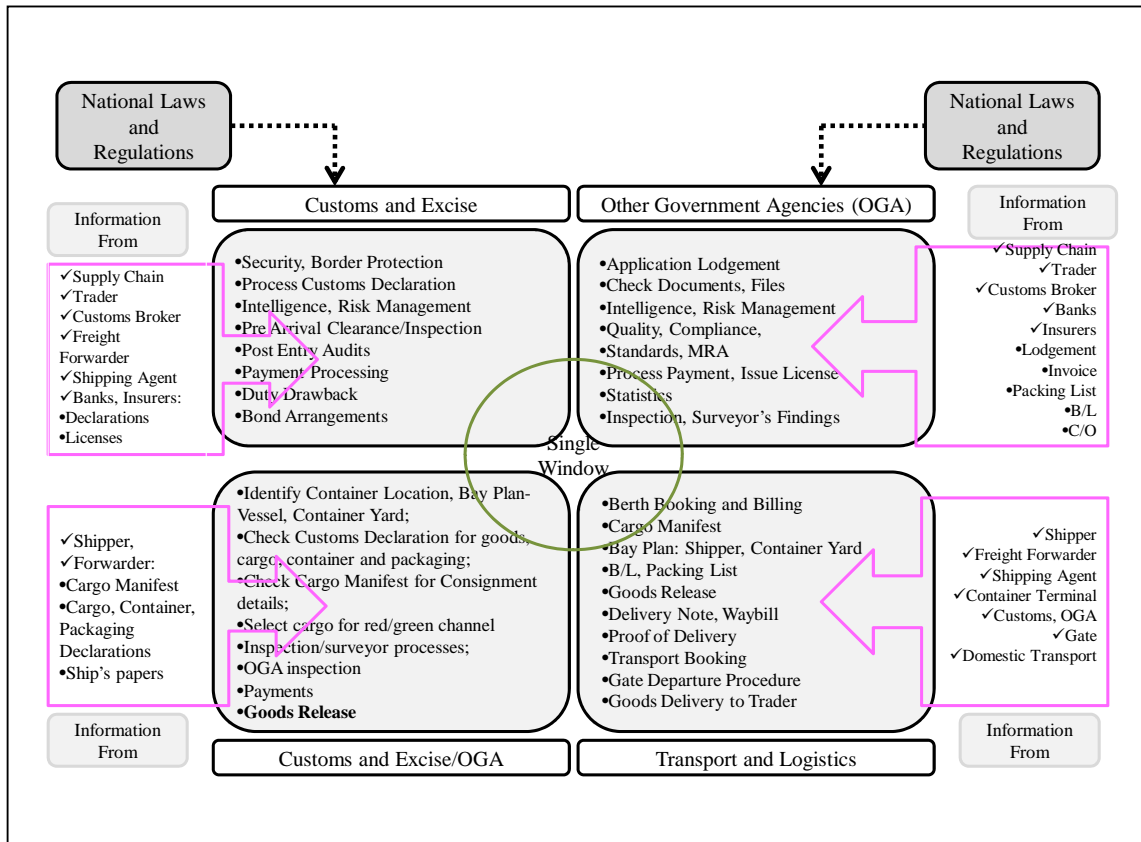 National Laws
and
Regulations
National Laws
and
Regulations
Customs and Excise
Other Government Agencies (OGA)
Information
From
Information
From
✓Supply Chain
✓Trader
✓Customs Broker
✓Freight
Forwarder
✓Shipping Agent
✓Banks, Insurers:
•Declarations
•Licenses
•Security, Border Protection
•Process Customs Declaration
•Intelligence, Risk Management
•Pre Arrival Clearance/Inspection
•Post Entry Audits
•Payment Processing
•Duty Drawback
•Bond Arrangements
•Application Lodgement
•Check Documents, Files
•Intelligence, Risk Management
•Quality, Compliance,
•Standards, MRA
•Process Payment, Issue License
•Statistics
•Inspection, Surveyor's Findings
✓Supply Chain
✓Trader
✓Customs Broker
✓Banks
✓Insurers
•Lodgement
•Invoice
•Packing List
•B/L
•C/O
Single
Window
✓Shipper,
✓Forwarder:
•Cargo Manifest
•Cargo, Container,
Packaging
Declarations
•Ship's papers
•Identify Container Location, Bay Plan-
Vessel, Container Yard;
•Check Customs Declaration for goods,
cargo, container and packaging;
•Check Cargo Manifest for Consignment
details;
•Select cargo for red/green channel
•Inspection/surveyor processes;
•OGA inspection
•Payments
•Goods Release
•Berth Booking and Billing
•Cargo Manifest
•Bay Plan: Shipper, Container Yard
•B/L, Packing List
•Goods Release
•Delivery Note, Waybill
•Proof of Delivery
•Transport Booking
•Gate Departure Procedure
•Goods Delivery to Trader
✓Shipper
✓Freight Forwarder
✓Shipping Agent
✓Container Terminal
✓Customs, OGA
✓Gate
✓Domestic Transport
Information
From
Information
From
Customs and Excise/OGA
Transport and Logistics